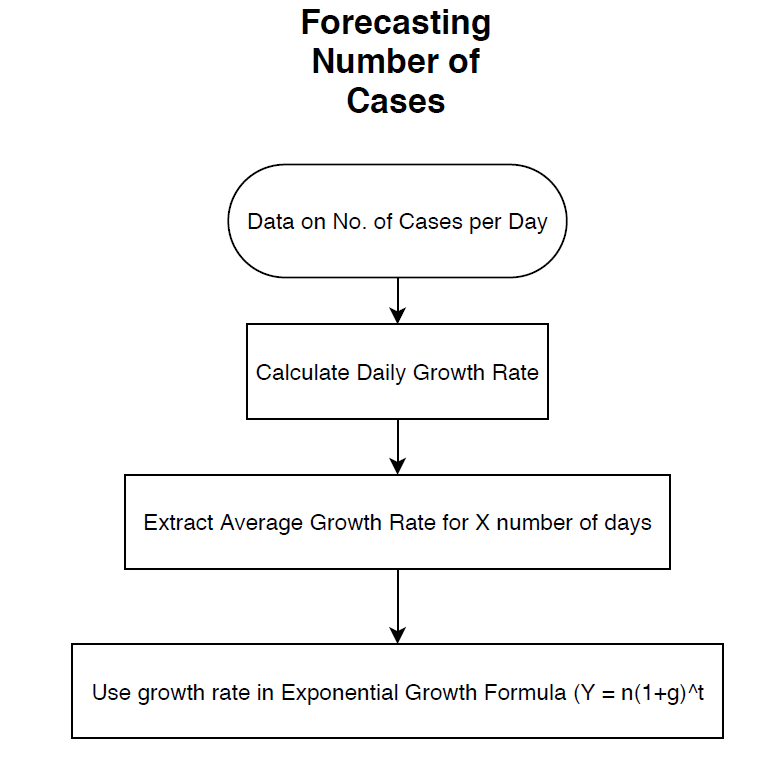 Forecasting
Number of
Cases
Data on No. of Cases per Day
Calculate Daily Growth Rate
Extract Average Growth Rate for X number of days
Use growth rate in Exponential Growth Formula (Y = n(1+g)^t